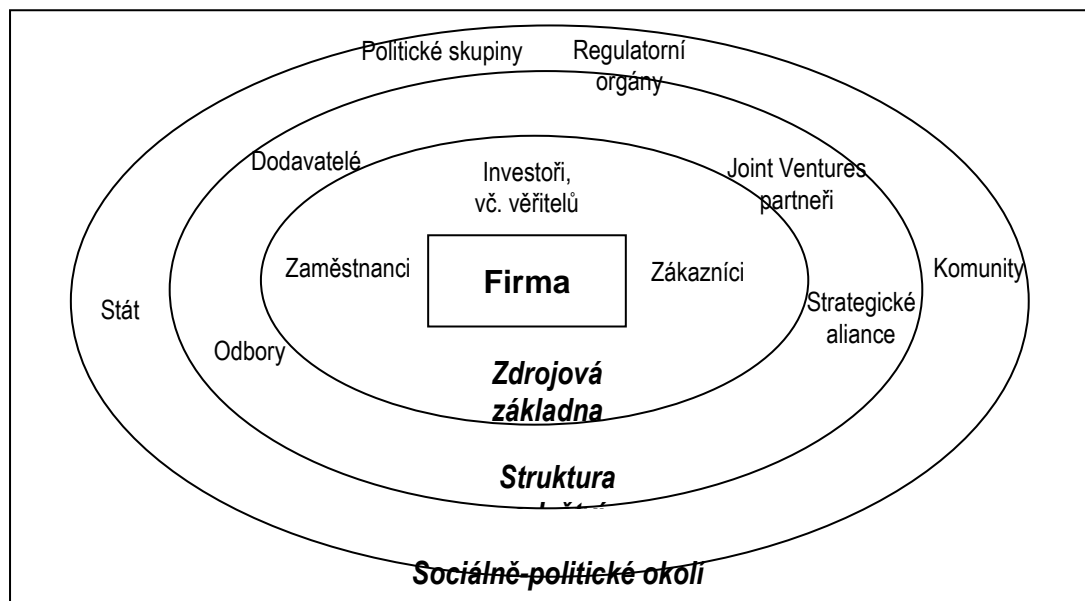 Politické skupiny
Regulatorní
orgány
Dodavatelé
Investoři,
vč. věřitelů
Joint Ventures
partneři
Zaměstnanci
Firma
Zákazníci
Komunity
Stát
Strategické
aliance
Odbory
Zdrojová
základna
Struktura
Sociálně-politické okolí